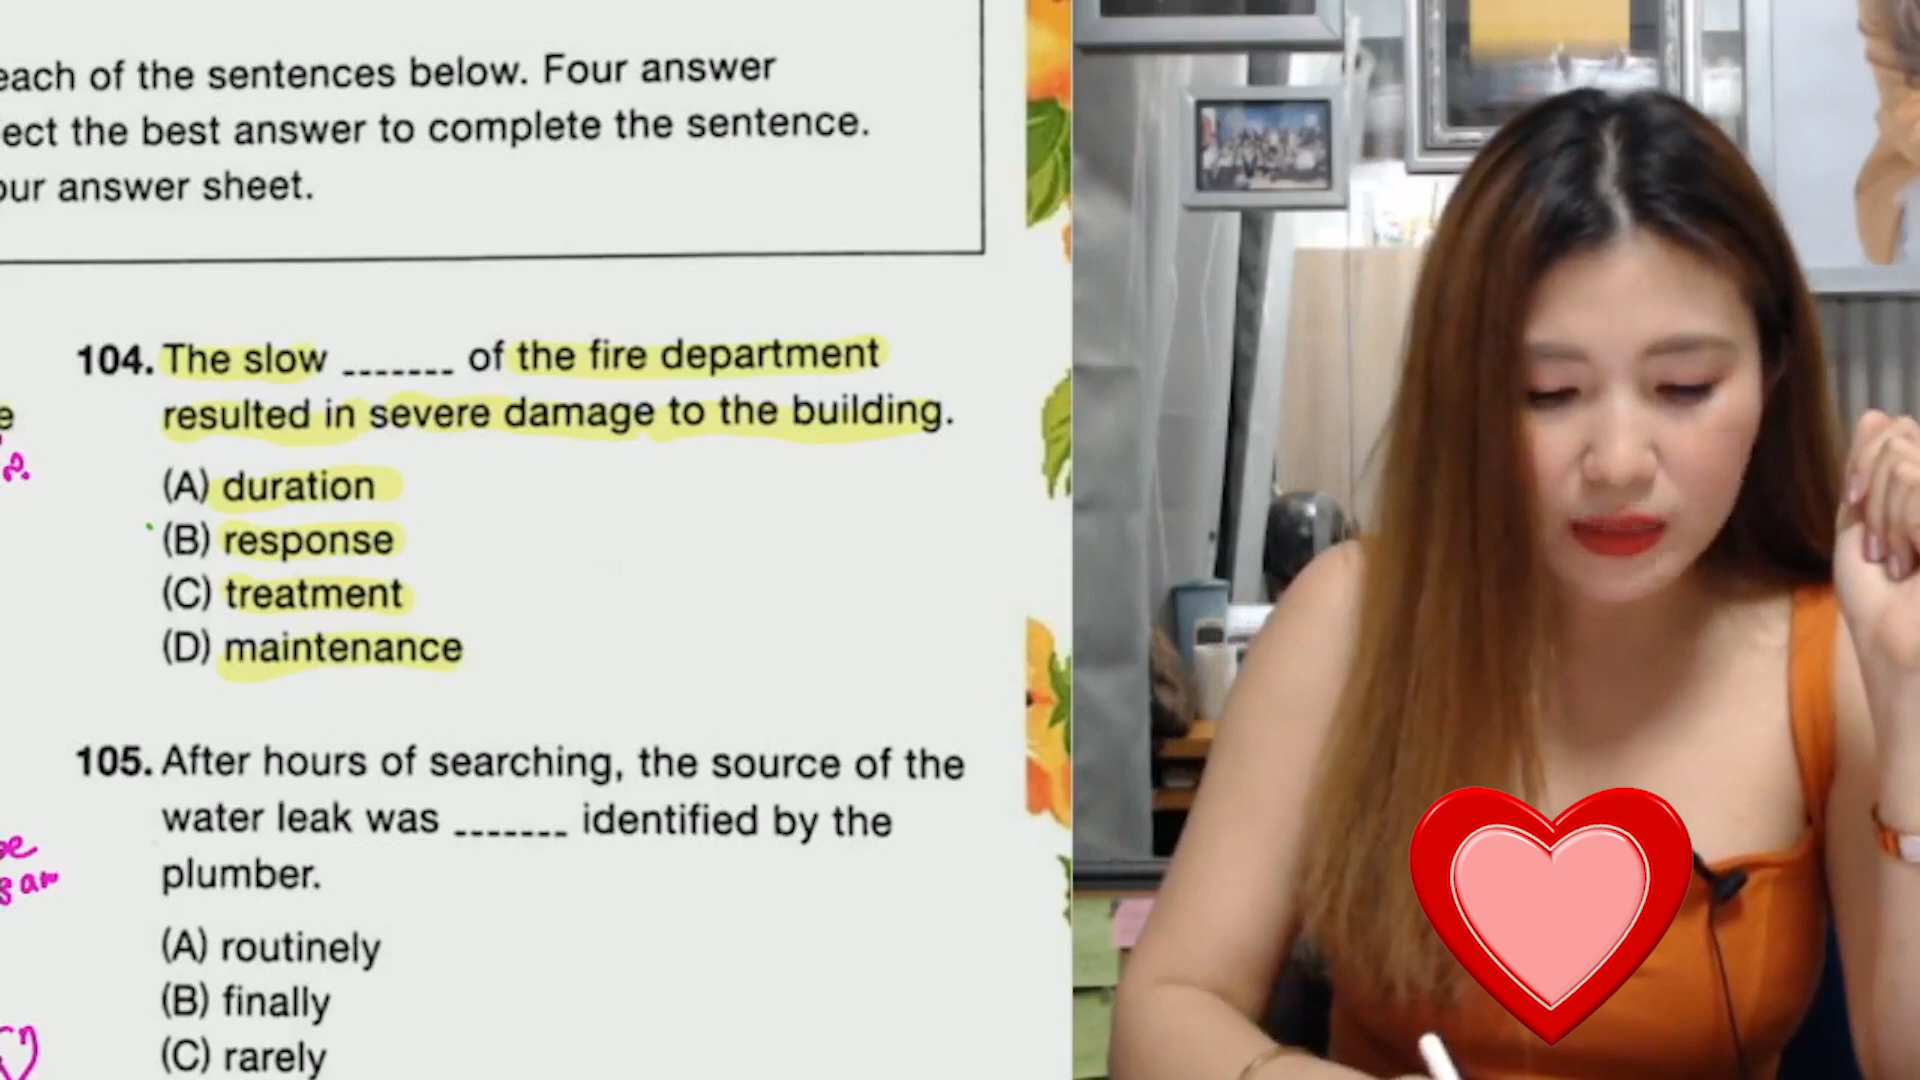 each of the sentences below. Four answer
ect the best answer to complete the sentence.
our answer sheet.
104. The slow _______ of the fire department
resulted in severe damage to the building.
(A) duration
(B) response
(C) treatment
(D) maintenance
105. After hours of searching, the source of the
water leak was _______ identified by the
plumber.
(A) routinely
(B) finally
(C) rarely